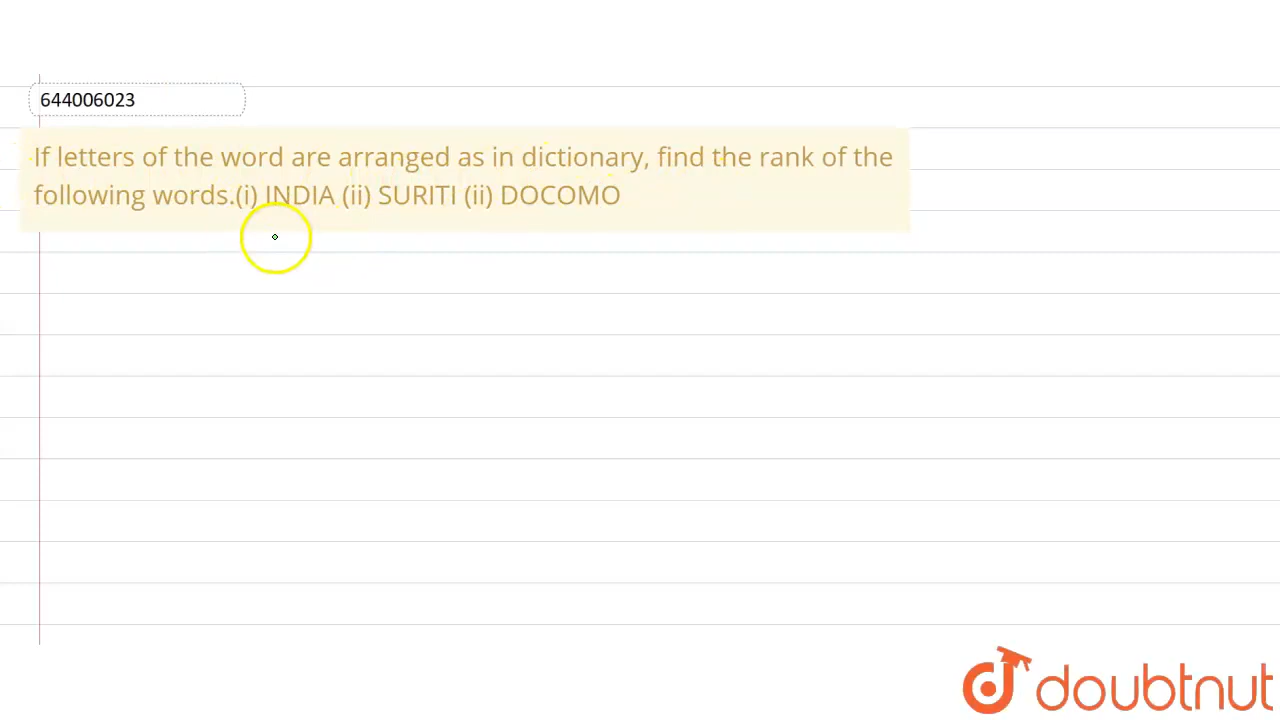 644006023
If letters of the word are arranged as in dictionary, find the rank of the
following words.(i) INDIA (ii) SURITI (ii) DOCOMO
doubtnut